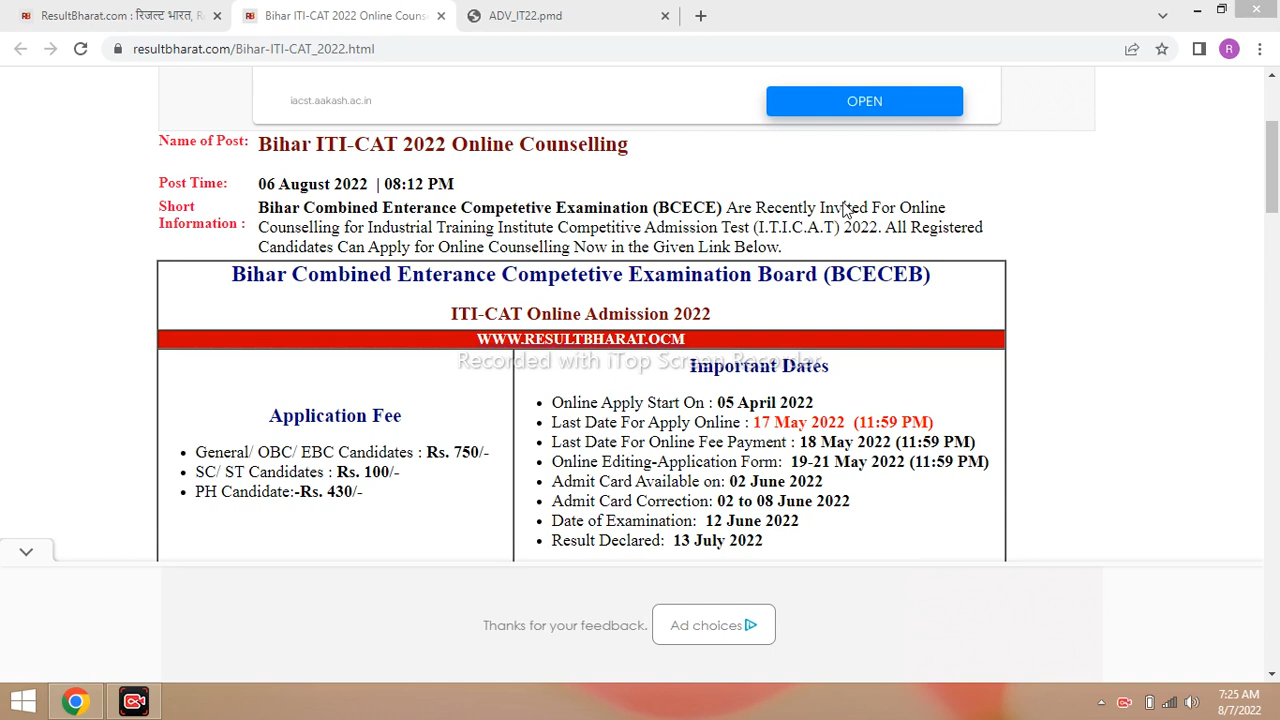 ResultBharat.com : रिजल्ट भारत, R
Bihar ITI-CAT 2022 Online Couns
ADV_IT22.pmd
resultbharat.com/Bihar-ITI-CAT_2022.html
R
iacst.aakash.ac.in
OPEN
Name of Post: Bihar ITI-CAT 2022 Online Counselling
Post Time: 06 August 2022 | 08:12 PM
Short Information : Bihar Combined Enterance Competetive Examination (BCECE) Are Recently Invited For Online
Counselling for Industrial Training Institute Competitive Admission Test (I.T.I.C.A.T) 2022. All Registered
Candidates Can Apply for Online Counselling Now in the Given Link Below.
Bihar Combined Enterance Competetive Examination Board (BCECEB)
ITI-CAT Online Admission 2022
WWW.RESULTBHARAT.OCM
Recorded with iTop Screen Recorder
Application Fee
General/ OBC/ EBC Candidates : Rs. 750/-
SC/ ST Candidates : Rs. 100/-
PH Candidate:-Rs. 430/-
Important Dates
Online Apply Start On : 05 April 2022
Last Date For Apply Online : 17 May 2022 (11:59 PM)
Last Date For Online Fee Payment : 18 May 2022 (11:59 PM)
Online Editing-Application Form: 19-21 May 2022 (11:59 PM)
Admit Card Available on: 02 June 2022
Admit Card Correction: 02 to 08 June 2022
Date of Examination: 12 June 2022
Result Declared: 13 July 2022
Thanks for your feedback.
Ad choices
7:25 AM
8/7/2022